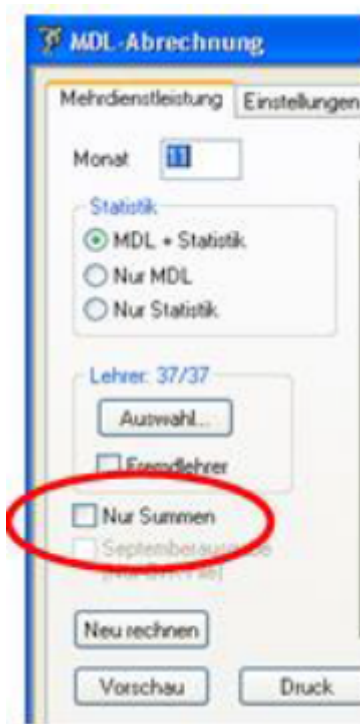 MDL-Abrechnung
Mehrdienstleistung Einstellungen
Monat 11
Statistik
MDL + Statistik
Nur MDL
Nur Statistik
Lehrer: 37/37
Auswahl...
Fremdlehrer
Nur Summen
Septemberausgabe
Neu rechnen
Vorschau Druck